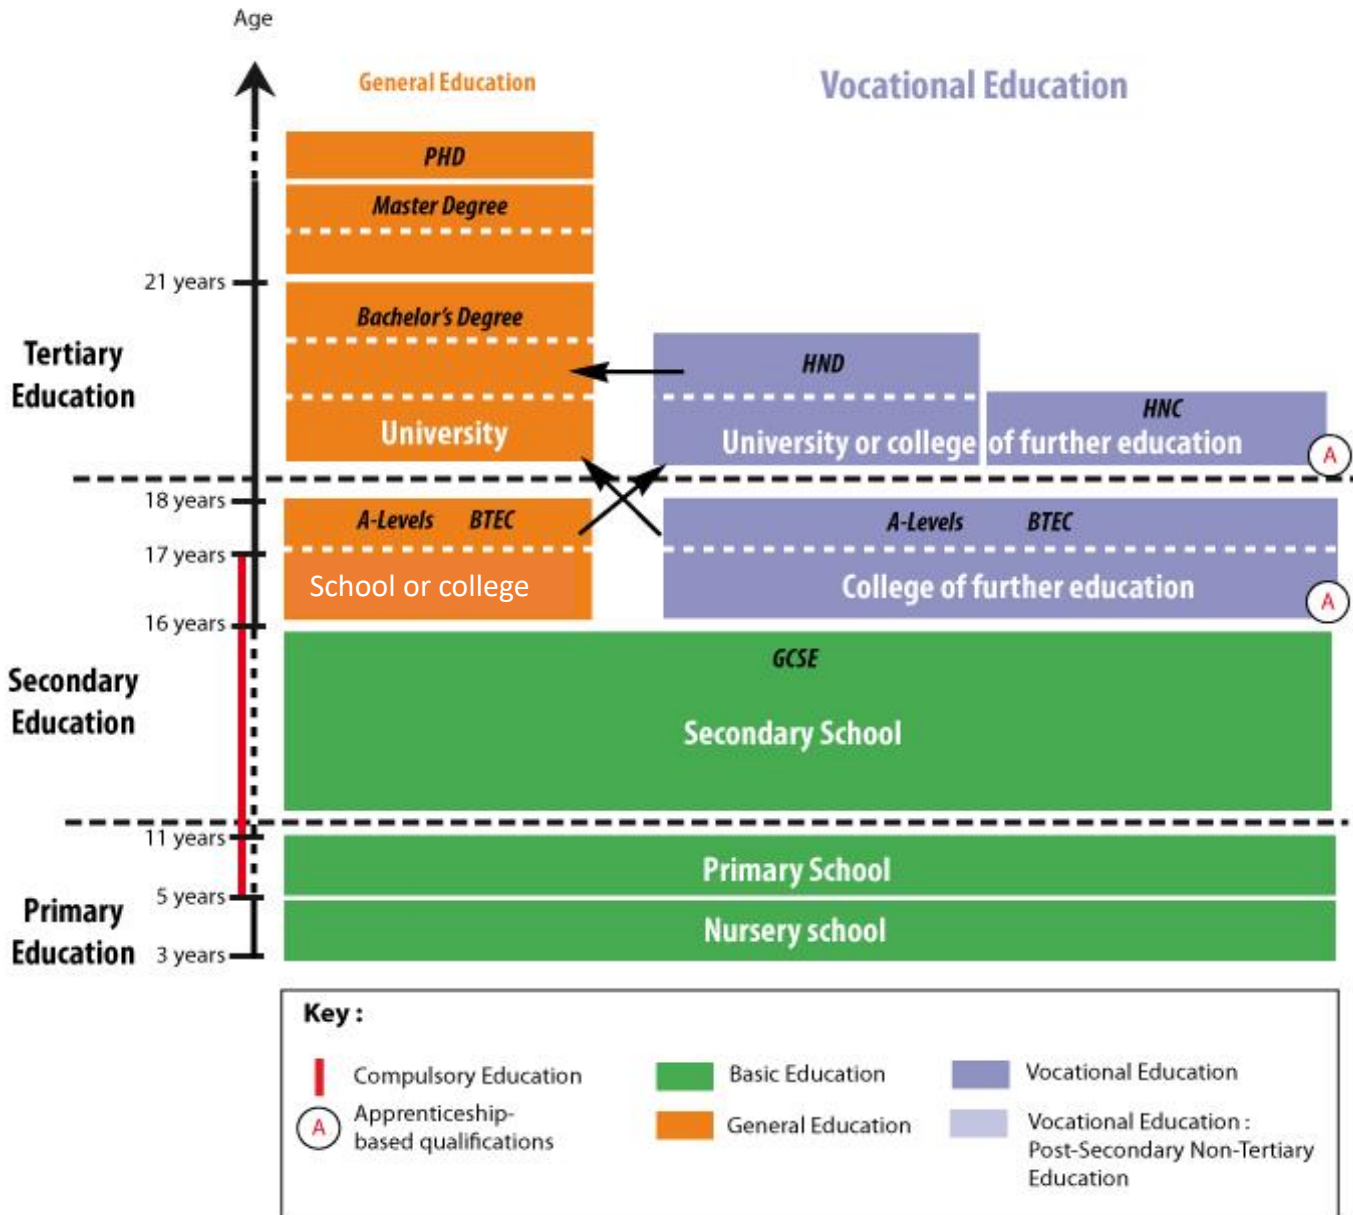 Age
General Education
Vocational Education
PHD
Master Degree
21 years
Bachelor's Degree
Tertiary
Education
HND
HNC
University
University or college of further education
A
18 years
A-Levels BTEC
A-Levels BTEC
17 years
School or college
College of further education
A
16 years
GCSE
Secondary
Education
Secondary School
11 years
Primary School
5 years
Primary
Education
Nursery school
3 years
Key :
Compulsory Education
Basic Education
Vocational Education
A
Apprenticeship-
based qualifications
General Education
Vocational Education :
Post-Secondary Non-Tertiary
Education